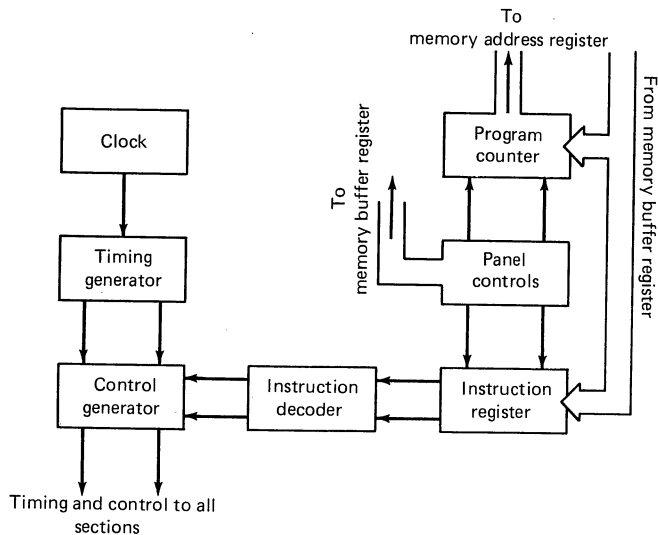 To
memory address register
Clock
Program
counter
To
memory buffer register
From memory buffer register
Timing
generator
Panel
controls
Control
generator
Instruction
decoder
Instruction
register
Timing and control to all
sections